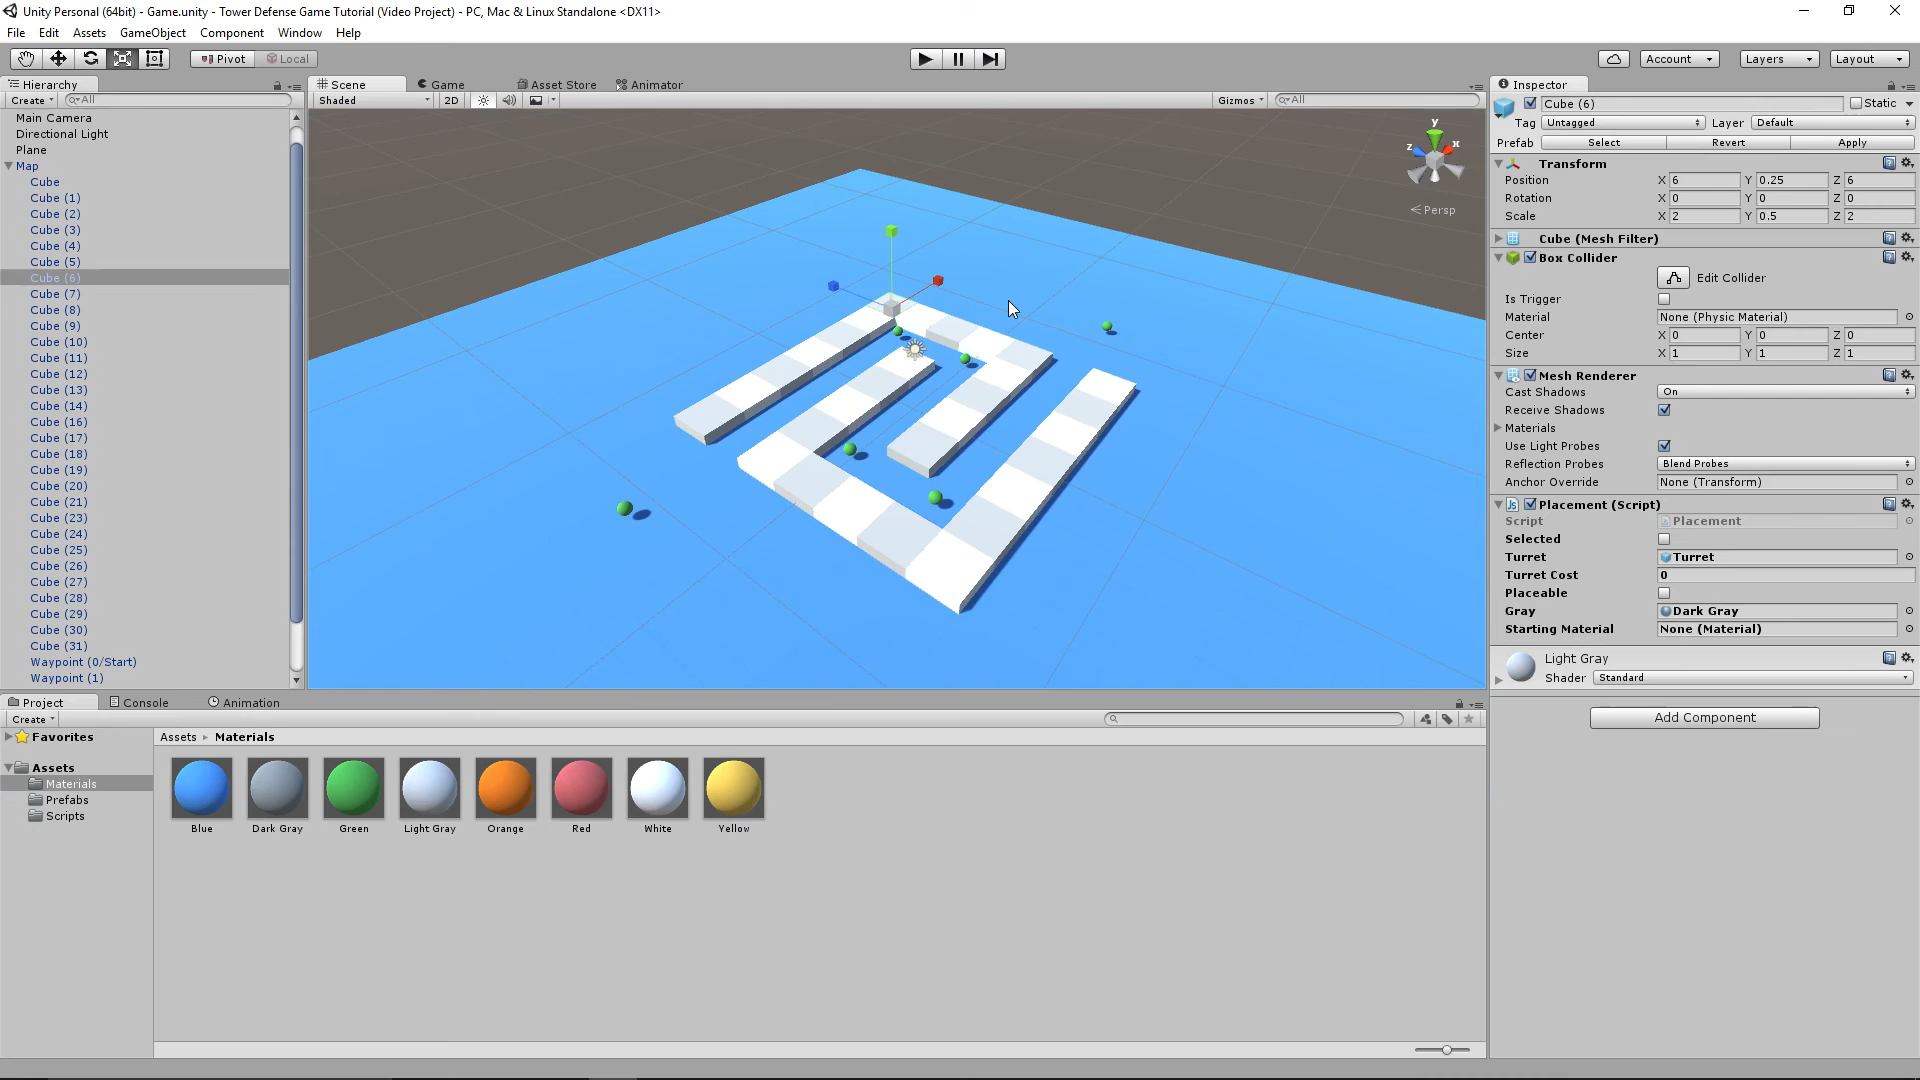 Unity Personal (64bit) - Game.unity - Tower Defense Game Tutorial (Video Project) - PC, Mac & Linux Standalone <DX11>
File Edit Assets GameObject Component Window Help
Pivot Local
Account Layers Layout
Hierarchy
Create All
Main Camera
Directional Light
Plane
Map
Cube
Cube (1)
Cube (2)
Cube (3)
Cube (4)
Cube (5)
Cube (6)
Cube (7)
Cube (8)
Cube (9)
Cube (10)
Cube (11)
Cube (12)
Cube (13)
Cube (14)
Cube (16)
Cube (17)
Cube (18)
Cube (19)
Cube (20)
Cube (21)
Cube (23)
Cube (24)
Cube (25)
Cube (26)
Cube (27)
Cube (28)
Cube (29)
Cube (30)
Cube (31)
Waypoint (0/Start)
Waypoint (1)
Scene Game Asset Store Animator
Shaded 2D Gizmos All
y
z x
Persp
Inspector
Cube (6) Static
Tag Untagged Layer Default
Prefab Select Revert Apply
Transform
Position X 6 Y 0.25 Z 6
Rotation X 0 Y 0 Z 0
Scale X 2 Y 0.5 Z 2
Cube (Mesh Filter)
Box Collider
Edit Collider
Is Trigger
Material None (Physic Material)
Center X 0 Y 0 Z 0
Size X 1 Y 1 Z 1
Mesh Renderer
Cast Shadows On
Receive Shadows
Materials
Use Light Probes
Reflection Probes Blend Probes
Anchor Override None (Transform)
Placement (Script)
Script Placement
Selected
Turret Turret
Turret Cost 0
Placeable
Gray Dark Gray
Starting Material None (Material)
Light Gray
Shader Standard
Add Component
Project Console Animation
Create
Favorites
Assets
Materials
Prefabs
Scripts
Assets Materials
Blue Dark Gray Green Light Gray Orange Red White Yellow